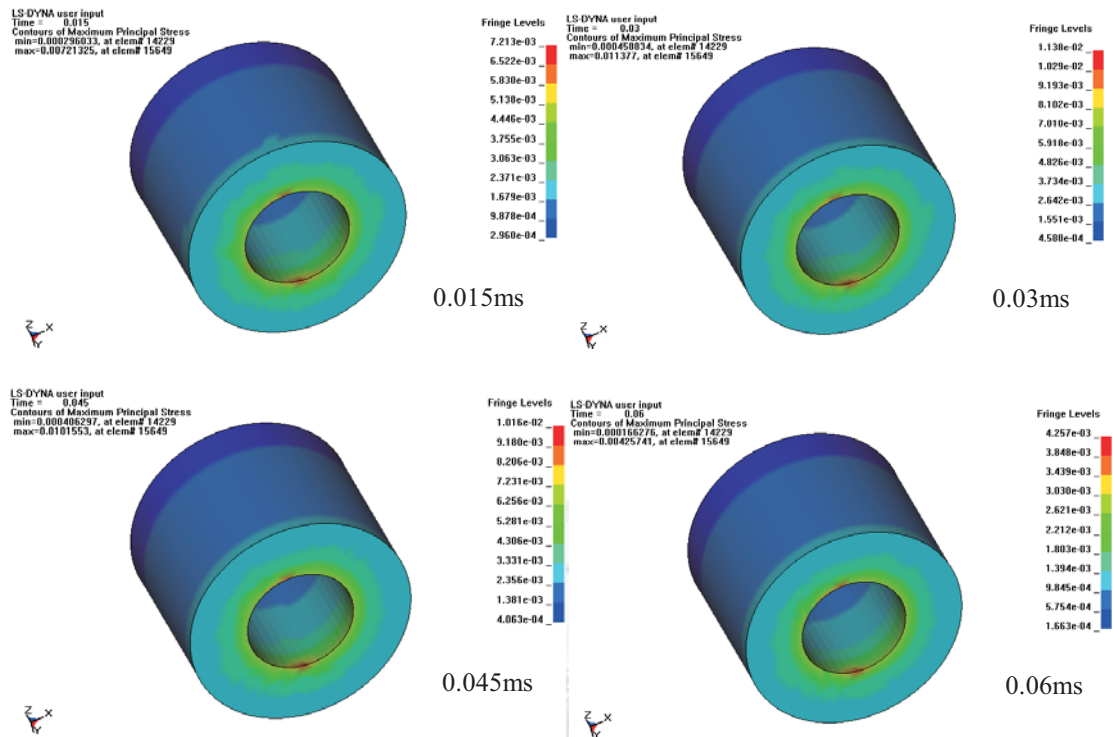 LS-DYNA user input
Time = 0.015
Contours of Maximum Principal Stress
min=0.000296033, at elem# 14229
max=0.00721325, at elem# 15649
Fringe Levels
7.213e-03
6.522e-03
5.830e-03
5.138e-03
4.446e-03
3.755e-03
3.063e-03
2.371e-03
1.679e-03
9.878e-04
2.960e-04
0.015ms
Z
X
Y
LS-DYNA user input
Time = 0.03
Contours of Maximum Principal Stress
min=0.000458834, at elem# 14229
max=0.011377, at elem# 15649
Fringe Levels
1.138e-02
1.029e-02
9.193e-03
8.102e-03
7.010e-03
5.918e-03
4.826e-03
3.734e-03
2.642e-03
1.551e-03
4.588e-04
0.03ms
Z
X
Y
LS-DYNA user input
Time = 0.045
Contours of Maximum Principal Stress
min=0.000406297, at elem# 14229
max=0.0101553, at elem# 15649
Fringe Levels
1.016e-02
9.180e-03
8.206e-03
7.231e-03
6.256e-03
5.281e-03
4.306e-03
3.331e-03
2.356e-03
1.381e-03
4.063e-04
0.045ms
Z
X
Y
LS-DYNA user input
Time = 0.06
Contours of Maximum Principal Stress
min=0.000166276, at elem# 14229
max=0.00425741, at elem# 15649
Fringe Levels
4.257e-03
3.848e-03
3.439e-03
3.030e-03
2.621e-03
2.212e-03
1.803e-03
1.394e-03
9.845e-04
5.754e-04
1.663e-04
0.06ms
Z
X
Y